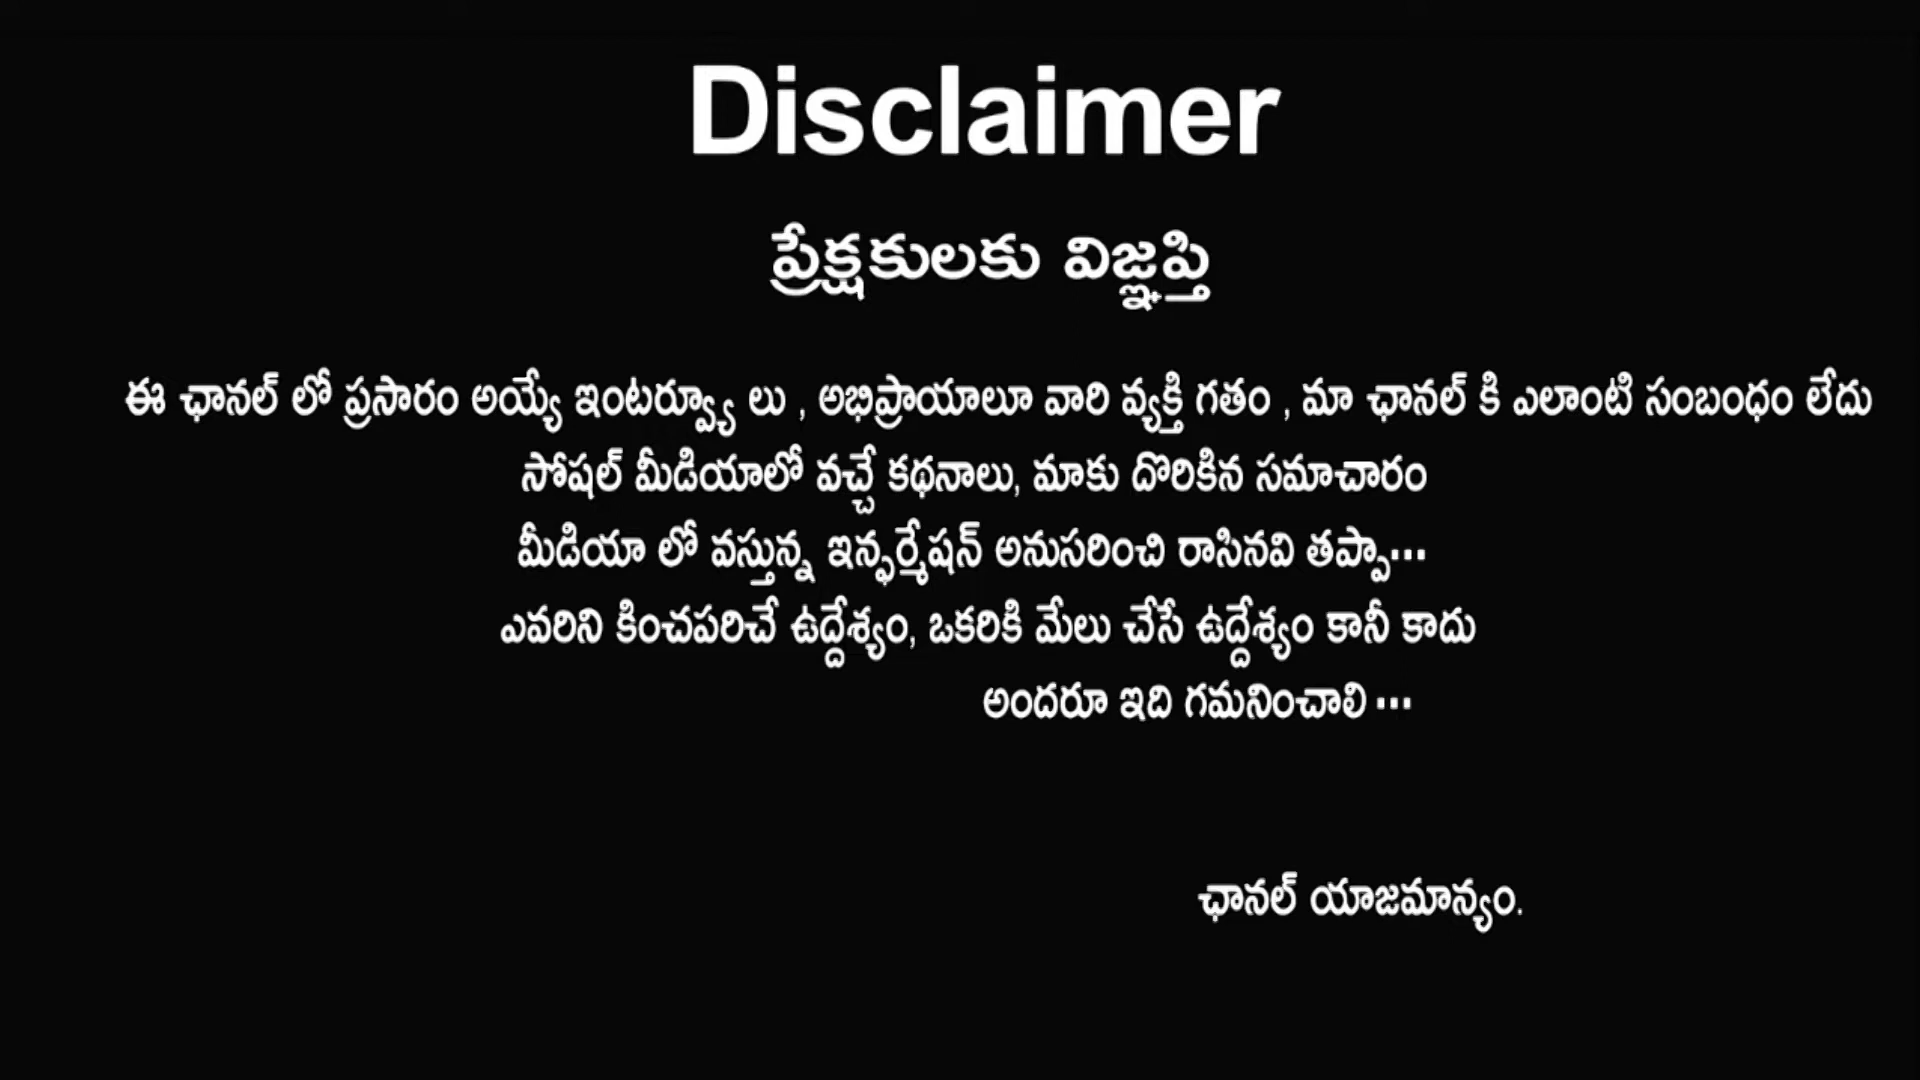 Disclaimer
ప్రేక్షకులకు విజ్ఞప్తి
ఈ ఛానల్ లో ప్రసారం అయ్యే ఇంటర్వ్యూ లు , అభిప్రాయాలూ వారి వ్యక్తి గతం , మా ఛానల్ కి ఎలాంటి సంబంధం లేదు
సోషల్ మీడియాలో వచ్చే కథనాలు, మాకు దొరికిన సమాచారం
మీడియా లో వస్తున్న ఇన్ఫర్మేషన్ అనుసరించి రాసినవి తప్పా...
ఎవరిని కించపరిచే ఉద్దేశ్యం, ఒకరికి మేలు చేసే ఉద్దేశ్యం కానీ కాదు
అందరూ ఇది గమనించాలి ...
ఛానల్ యాజమాన్యం.